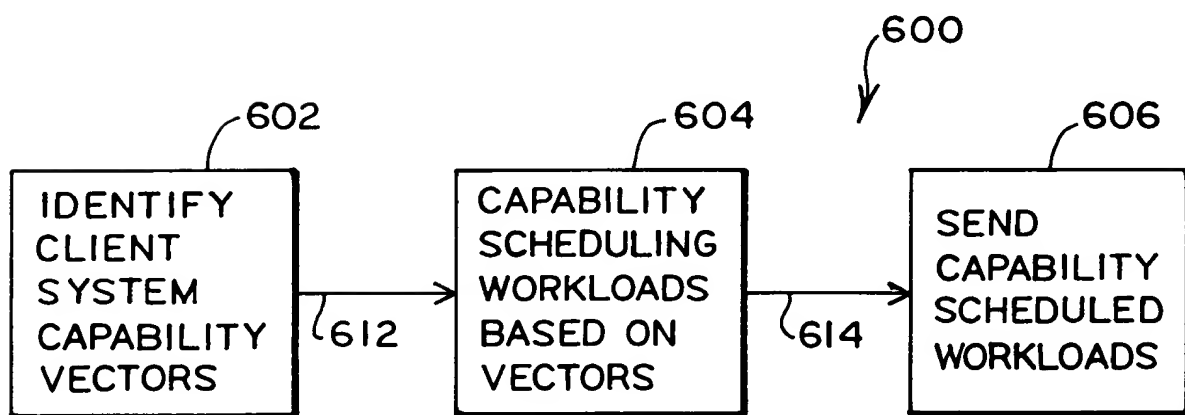 600
602
604
606
IDENTIFY
CLIENT
SYSTEM
CAPABILITY
VECTORS
612
CAPABILITY
SCHEDULING
WORKLOADS
BASED ON
VECTORS
614
SEND
CAPABILITY
SCHEDULED
WORKLOADS